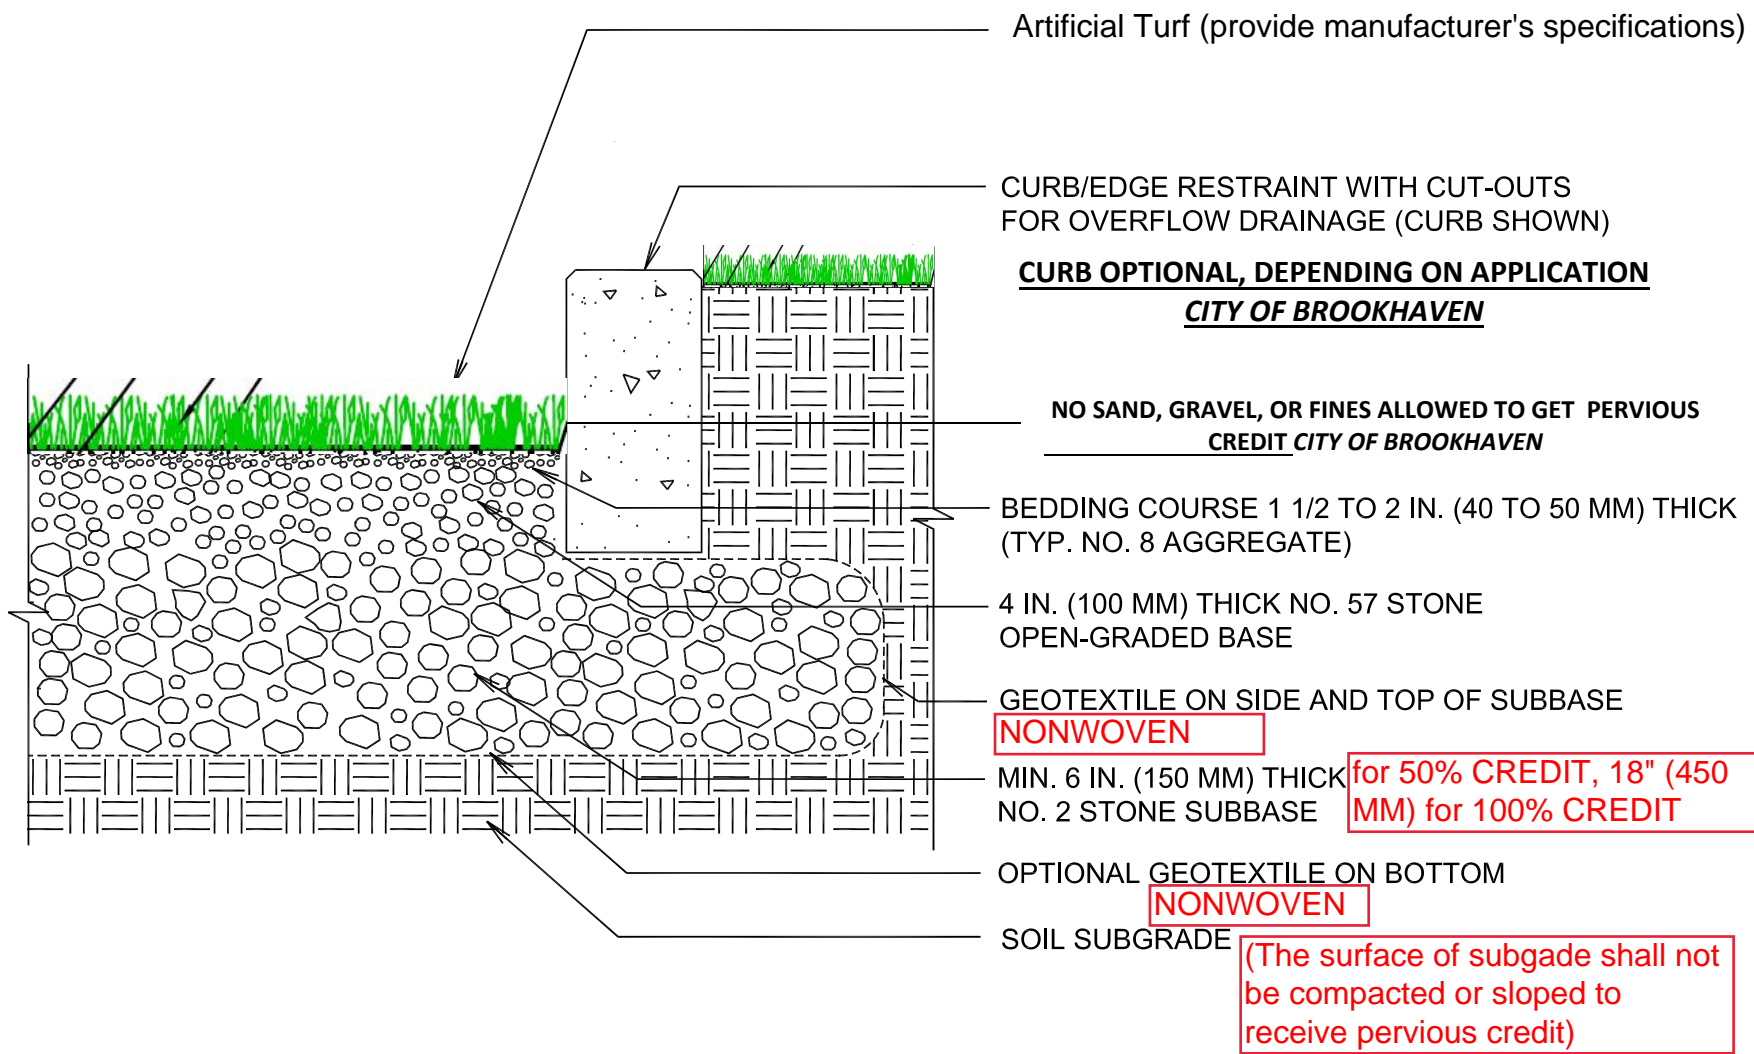 Artificial Turf (provide manufacturer's specifications)
CURB/EDGE RESTRAINT WITH CUT-OUTS
FOR OVERFLOW DRAINAGE (CURB SHOWN)
CURB OPTIONAL, DEPENDING ON APPLICATION
CITY OF BROOKHAVEN
NO SAND, GRAVEL, OR FINES ALLOWED TO GET PERVIOUS
CREDIT CITY OF BROOKHAVEN
BEDDING COURSE 1 1/2 TO 2 IN. (40 TO 50 MM) THICK
(TYP. NO. 8 AGGREGATE)
4 IN. (100 MM) THICK NO. 57 STONE
OPEN-GRADED BASE
GEOTEXTILE ON SIDE AND TOP OF SUBBASE
NONWOVEN
MIN. 6 IN. (150 MM) THICK
NO. 2 STONE SUBBASE
for 50% CREDIT, 18" (450
MM) for 100% CREDIT
OPTIONAL GEOTEXTILE ON BOTTOM
NONWOVEN
SOIL SUBGRADE
(The surface of subgade shall not
be compacted or sloped to
receive pervious credit)